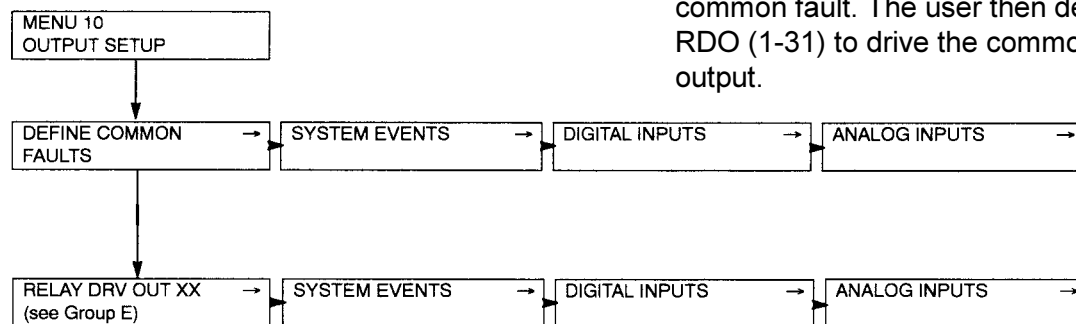 common fault. The user then de
RDO (1-31) to drive the commo
output.
MENU 10
OUTPUT SETUP
DEFINE COMMON →
FAULTS
SYSTEM EVENTS →
DIGITAL INPUTS →
ANALOG INPUTS →
RELAY DRV OUT XX →
(see Group E)
SYSTEM EVENTS →
DIGITAL INPUTS →
ANALOG INPUTS →